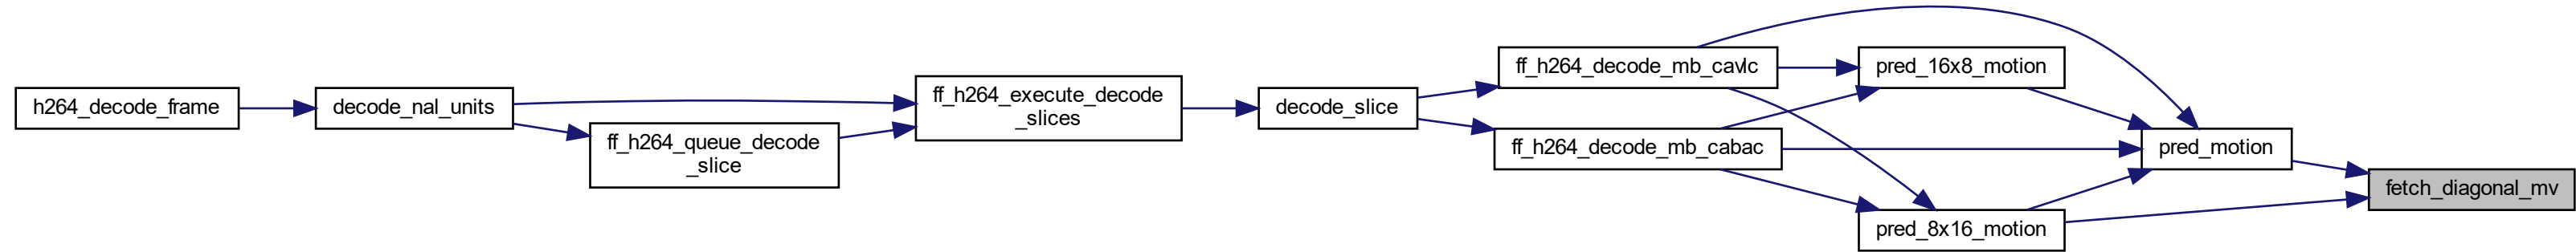 h264_decode_frame
decode_nal_units
ff_h264_queue_decode
_slice
ff_h264_execute_decode
_slices
decode_slice
ff_h264_decode_mb_cavlc
ff_h264_decode_mb_cabac
pred_16x8_motion
pred_8x16_motion
pred_motion
fetch_diagonal_mv